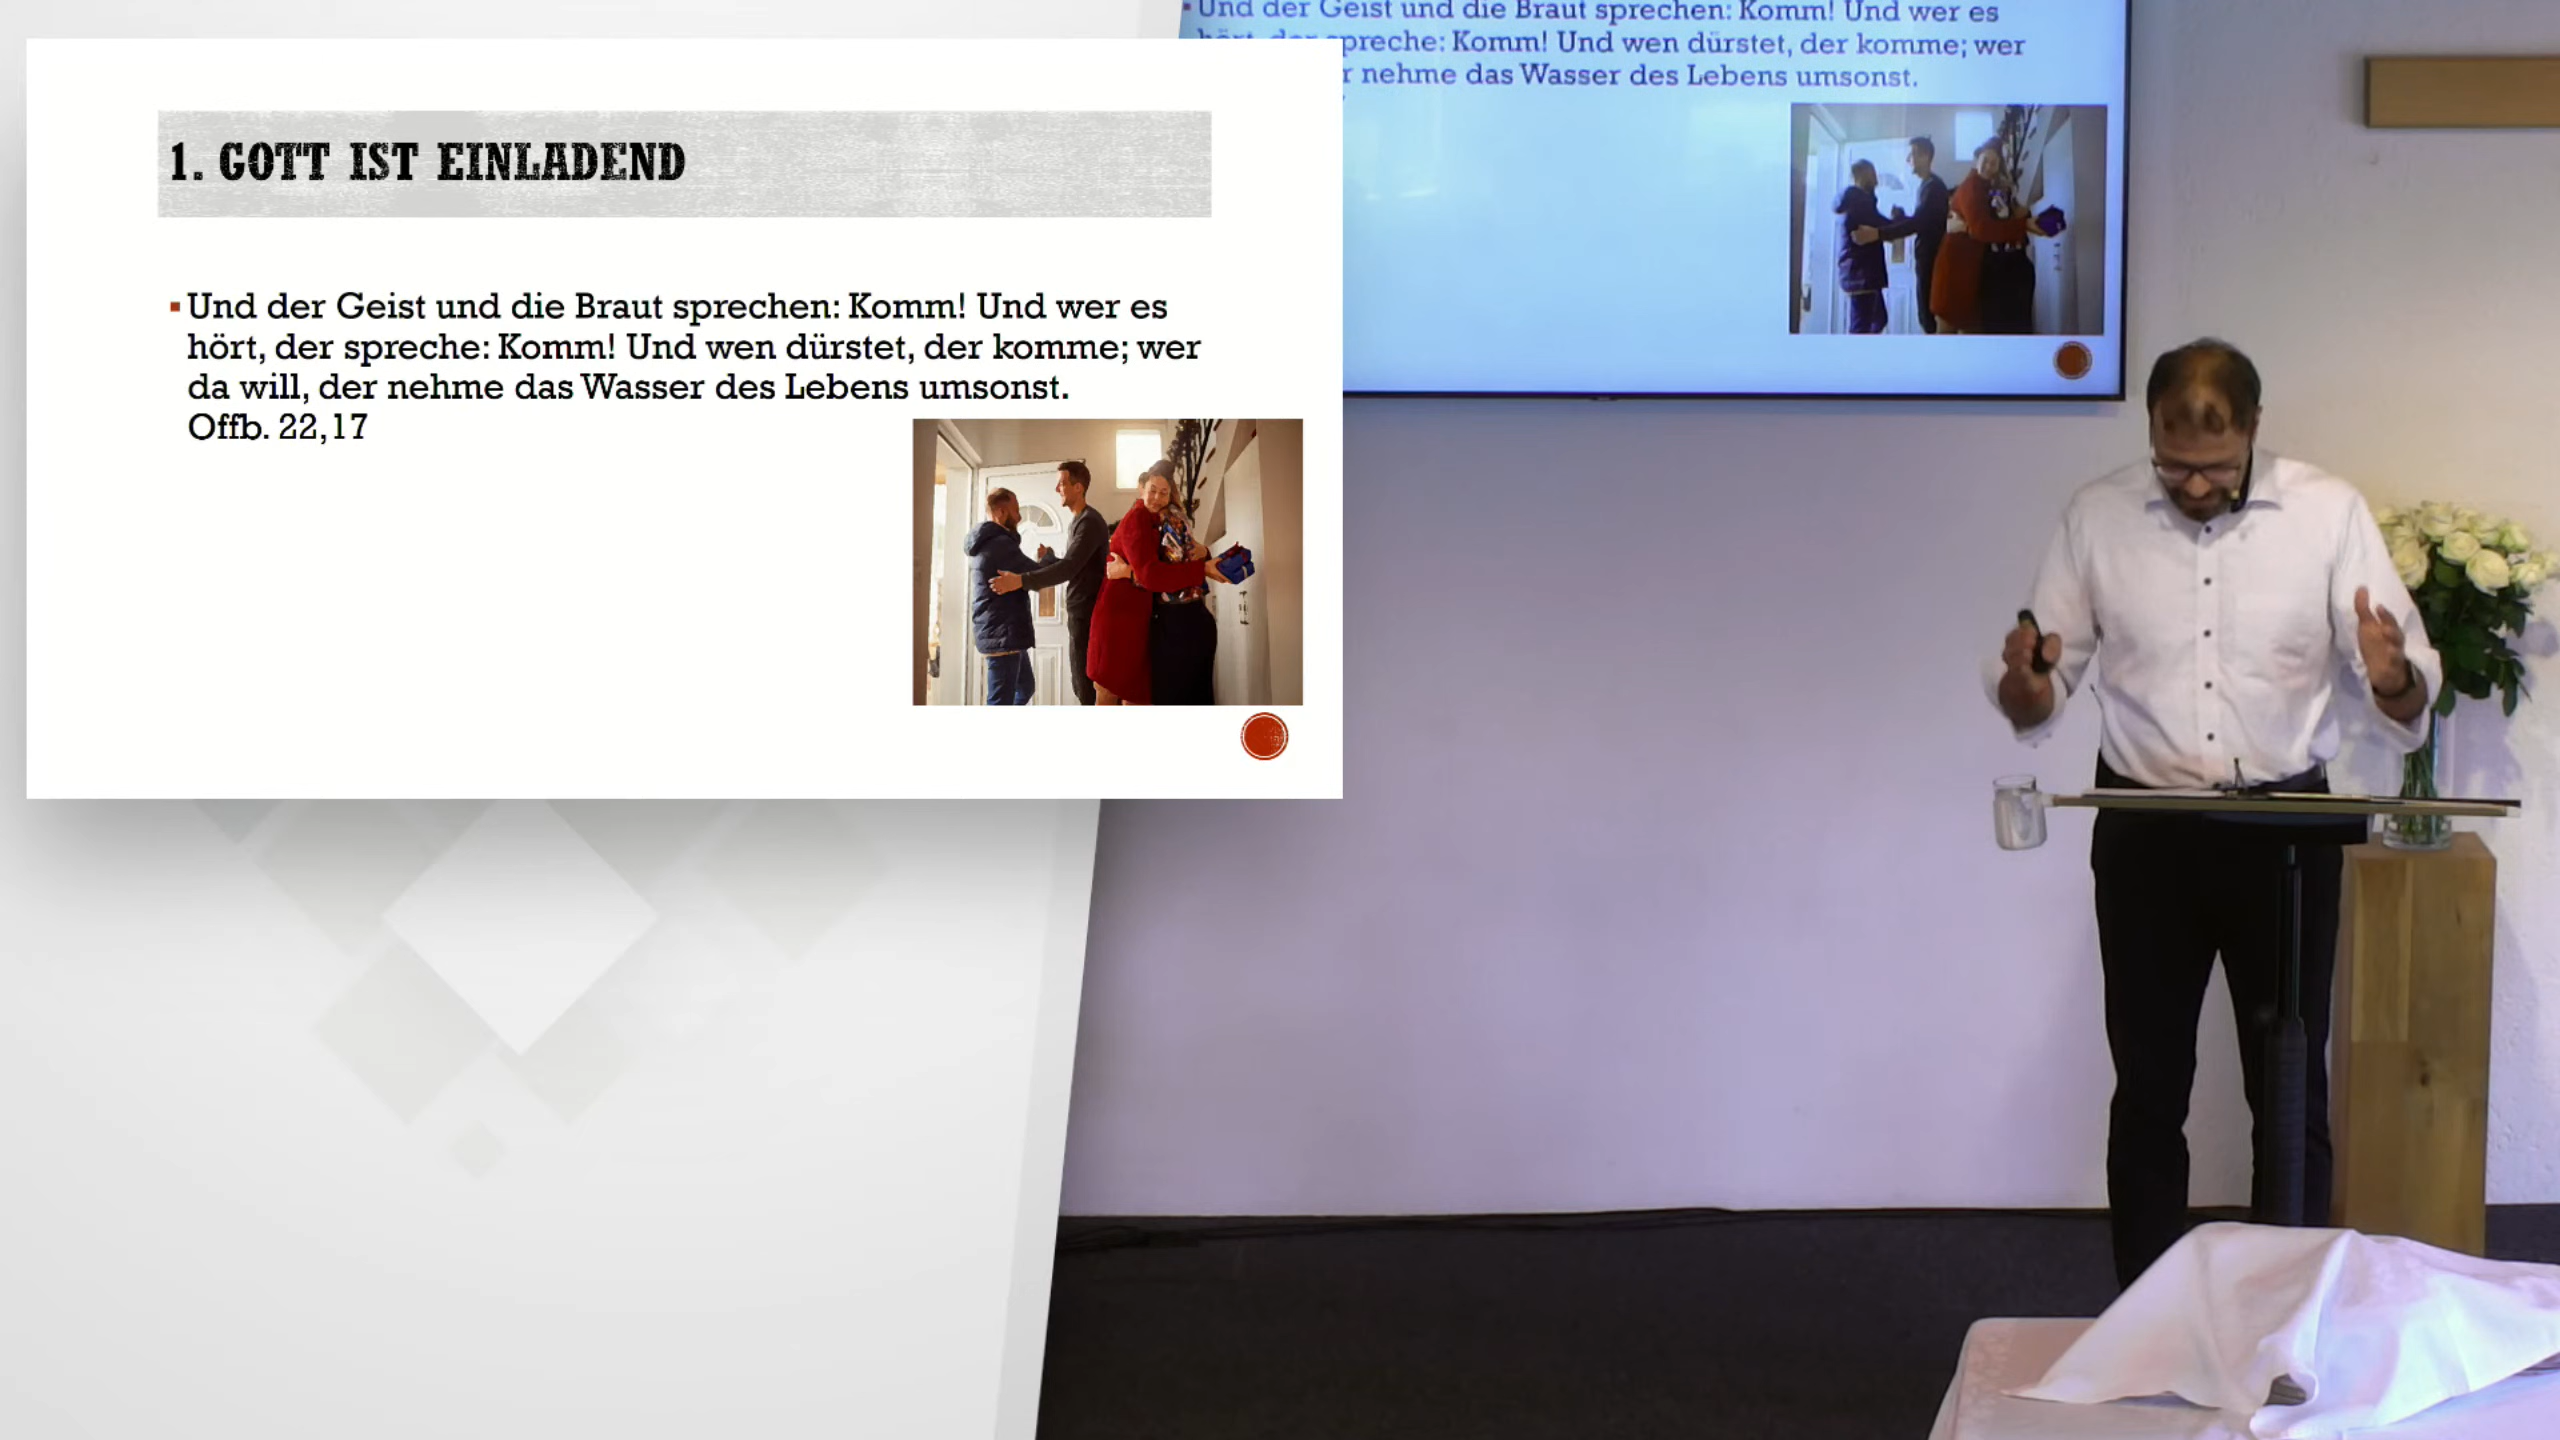 1. GOTT IST EINLADEND
▪ Und der Geist und die Braut sprechen: Komm! Und wer es
hört, der spreche: Komm! Und wen dürstet, der komme; wer
da will, der nehme das Wasser des Lebens umsonst.
Offb. 22,17
Und der Geist und die Braut sprechen: Komm! Und wer es
spreche: Komm! Und wen dürstet, der komme; wer
nehme das Wasser des Lebens umsonst.